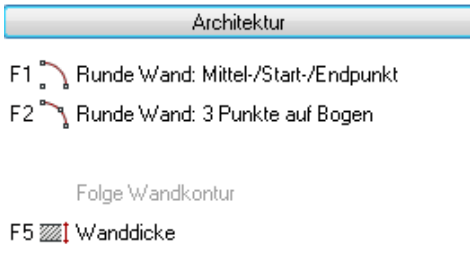 Architektur
F1 Runde Wand: Mittel-/Start-/Endpunkt
F2 Runde Wand: 3 Punkte auf Bogen
Folge Wandkontur
F5 Wanddicke